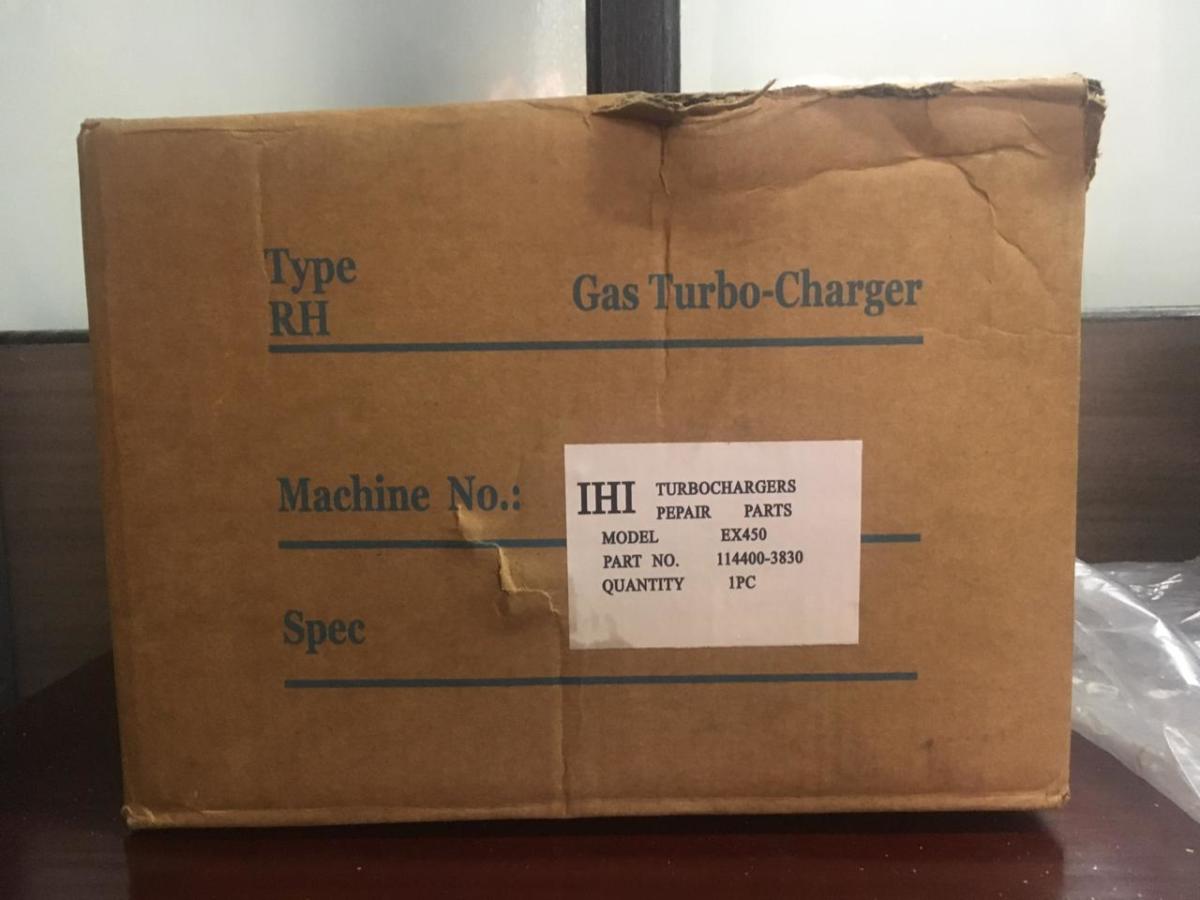 Type
RH Gas Turbo-Charger
Machine No.:
IHI TURBOCHARGERS
PEPAIR PARTS
MODEL EX450
PART NO. 114400-3830
QUANTITY 1PC
Spec